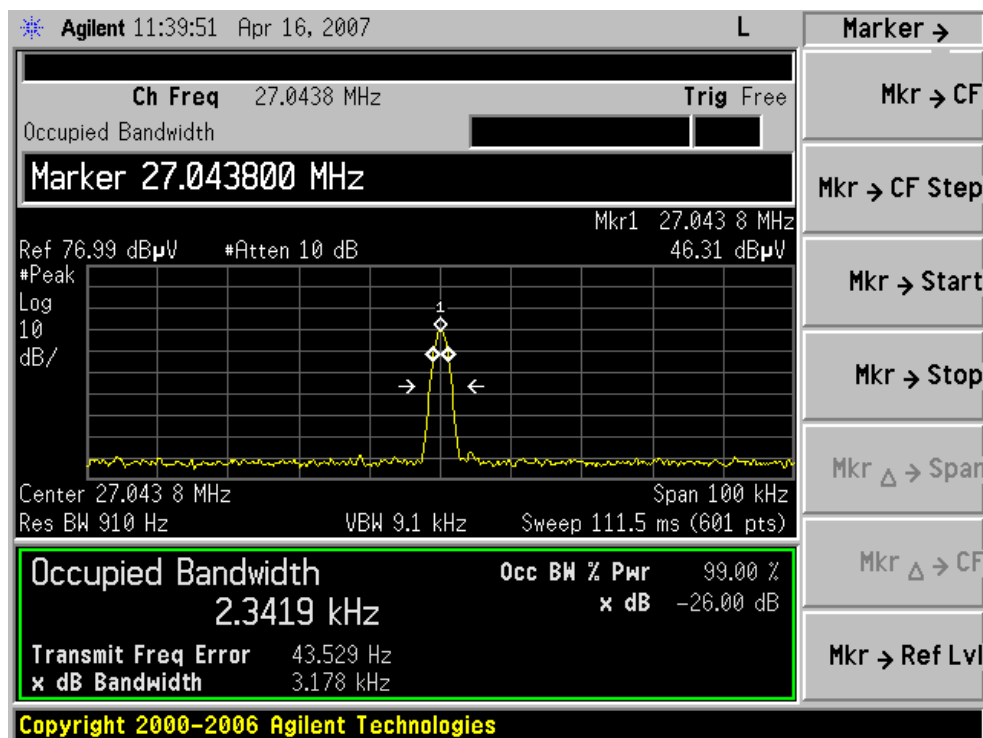 Agilent 11:39:51 Apr 16, 2007 L
Marker →
Ch Freq 27.0438 MHz Trig Free
Occupied Bandwidth
Marker 27.043800 MHz
Mkr1 27.043 8 MHz
Ref 76.99 dBµV #Atten 10 dB 46.31 dBµV
#Peak
Log
10
dB/
1
Center 27.043 8 MHz Span 100 kHz
Res BW 910 Hz VBW 9.1 kHz Sweep 111.5 ms (601 pts)
Occupied Bandwidth Occ BW % Pwr 99.00 %
2.3419 kHz x dB -26.00 dB
Transmit Freq Error 43.529 Hz
x dB Bandwidth 3.178 kHz
Copyright 2000-2006 Agilent Technologies
Mkr → CF
Mkr → CF Step
Mkr → Start
Mkr → Stop
Mkr Δ → Span
Mkr Δ → CF
Mkr → Ref Lvl